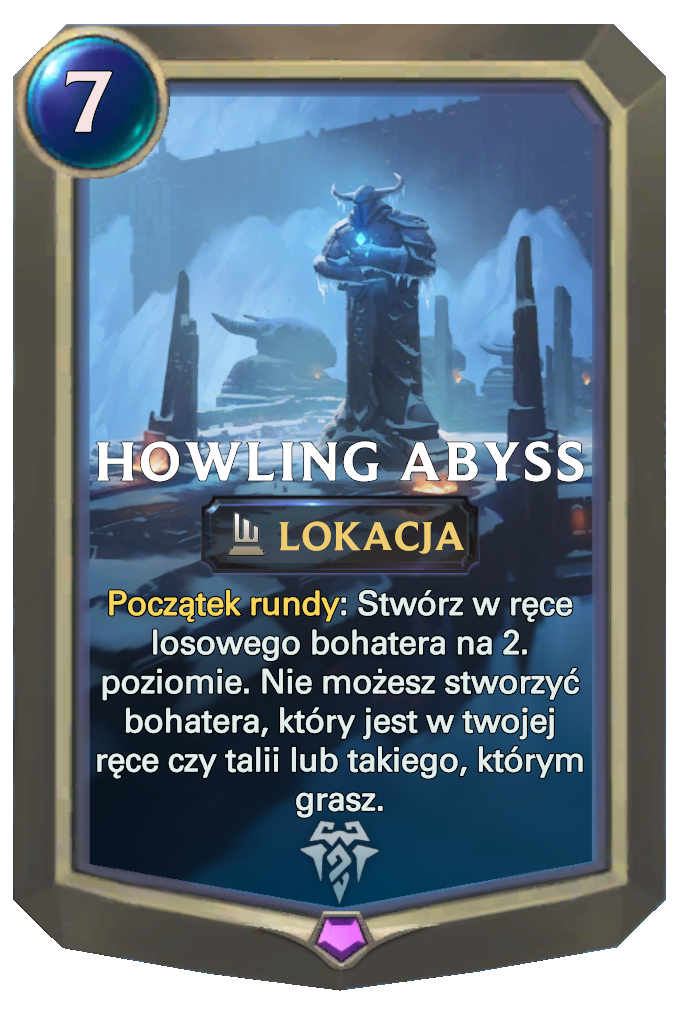 7
HOWLING ABYSS
LOKACJA
Początek rundy: Stwórz w ręce
losowego bohatera na 2.
poziomie. Nie możesz stworzyć
bohatera, który jest w twojej
ręce czy talii lub takiego, którym
grasz.